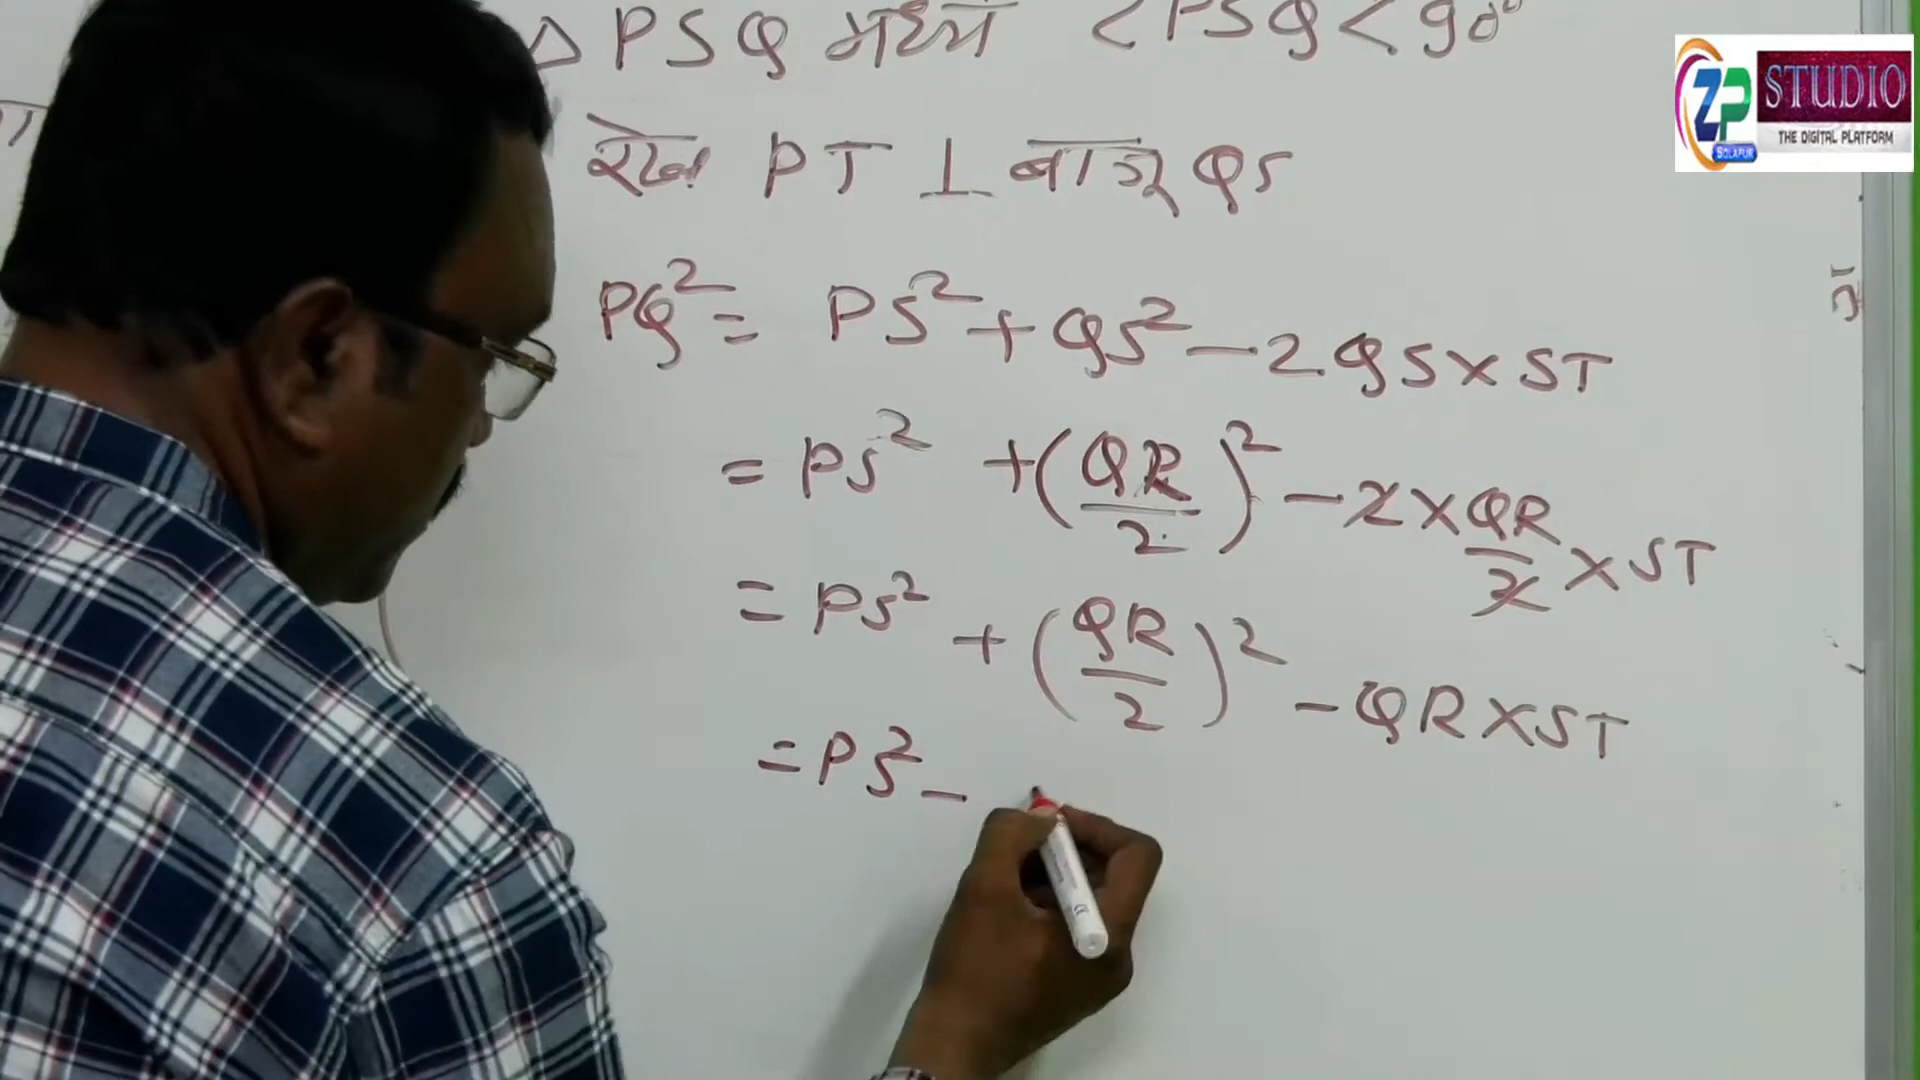 △ PSQ मध्ये < PSQ < 90°
रेख PT ⊥ बाजू QS
PQ² = PS² + QS² - 2QS × ST
= PS² + (QR/2)² - 2 × QR/2 × ST
= PS² + (QR/2)² - QR × ST
= PS² -
ZP STUDIO
THE DIGITAL PLATFORM
SOLAPUR